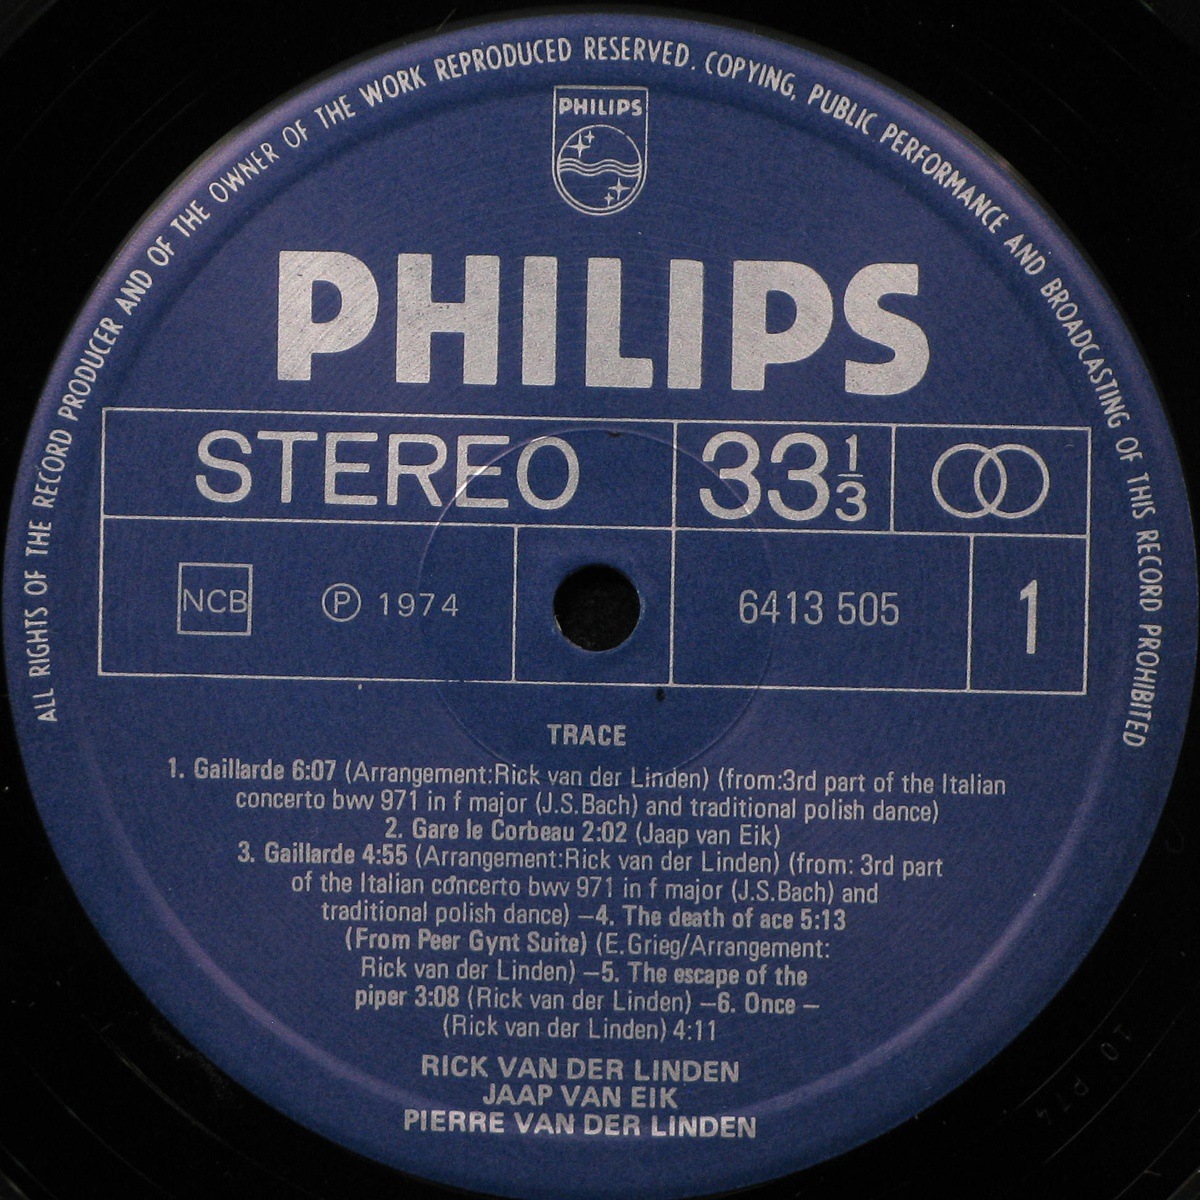 ALL RIGHTS OF THE RECORD PRODUCER AND OF THE OWNER OF THE WORK REPRODUCED RESERVED. COPYING, PUBLIC PERFORMANCE AND BROADCASTING OF THIS RECORD PROHIBITED
PHILIPS
PHILIPS
STEREO 33 1/3
NCB Ⓟ 1974 6413 505 1
TRACE
1. Gaillarde 6:07 (Arrangement:Rick van der Linden) (from:3rd part of the Italian
concerto bwv 971 in f major (J.S.Bach) and traditional polish dance)
2. Gare le Corbeau 2:02 (Jaap van Eik)
3. Gaillarde 4:55 (Arrangement:Rick van der Linden) (from: 3rd part
of the Italian concerto bwv 971 in f major (J.S.Bach) and
traditional polish dance) –4. The death of ace 5:13
(From Peer Gynt Suite) (E.Grieg/Arrangement:
Rick van der Linden) –5. The escape of the
piper 3:08 (Rick van der Linden) –6. Once –
(Rick van der Linden) 4:11
RICK VAN DER LINDEN
JAAP VAN EIK
PIERRE VAN DER LINDEN